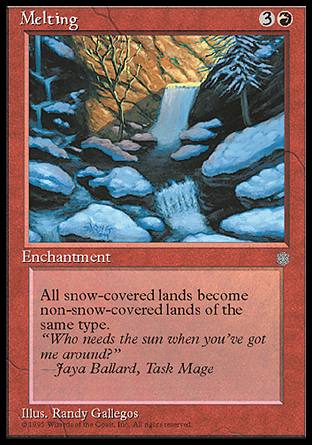 Melting 3
Enchantment
All snow-covered lands become
non-snow-covered lands of the
same type.
"Who needs the sun when you've got
me around?"
—Jaya Ballard, Task Mage
Illus. Randy Gallegos
©1995 Wizards of the Coast, Inc. All rights reserved.